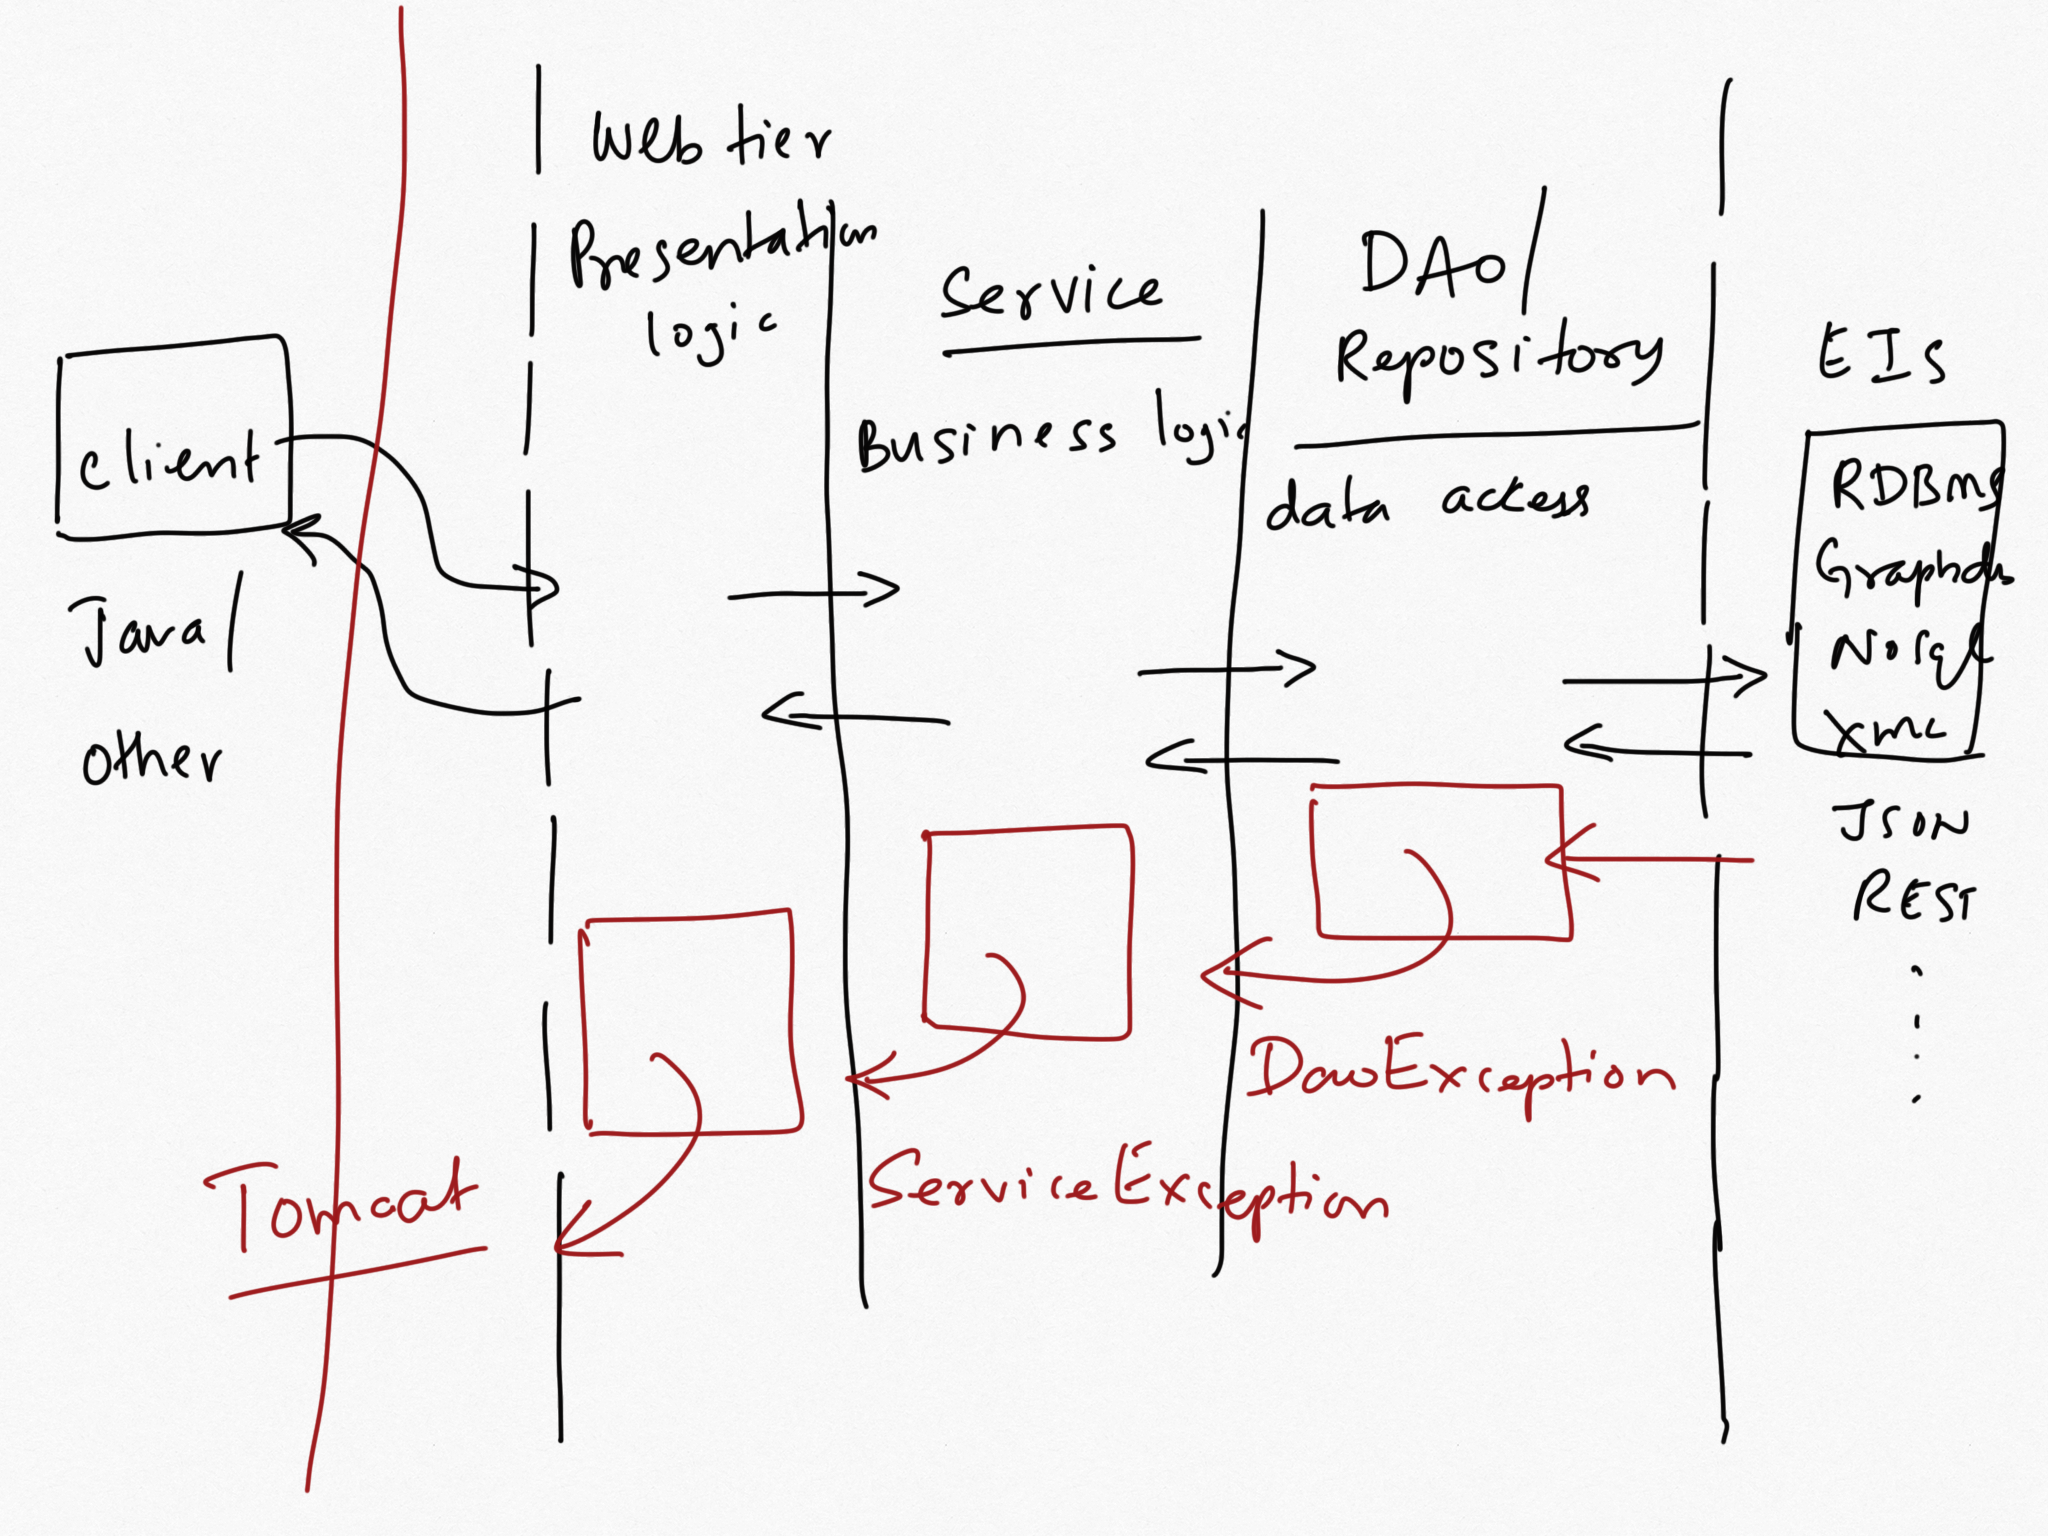 Web tier
Presentation
logic
Service
Business logic
DAO/
Repository
data access
EIS
RDBMS
Graphdb
NoSql
XML
JSON
REST
client
Java/
other
DaoException
ServiceException
Tomcat